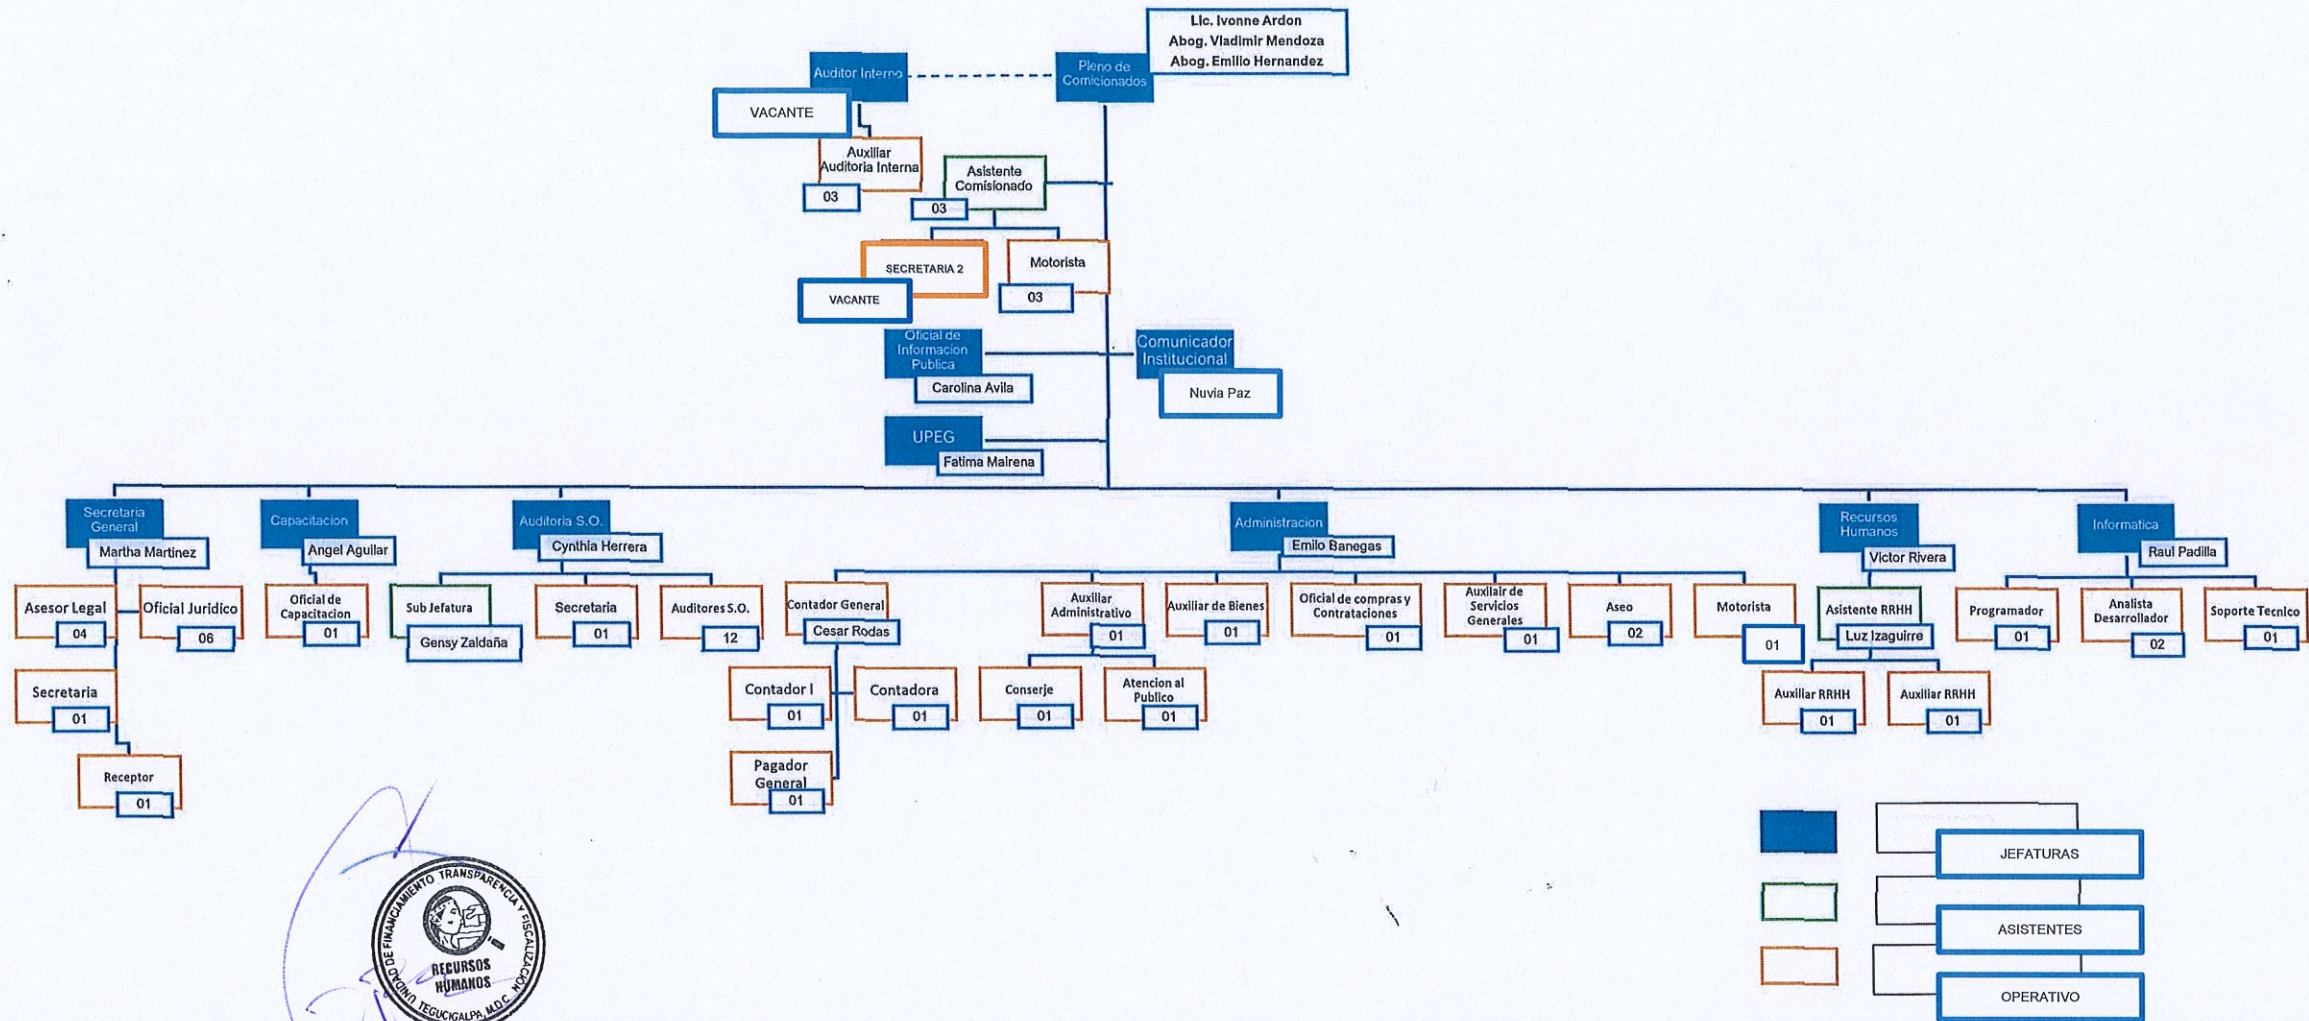 Lic. Ivonne Ardon
Abog. Vladimir Mendoza
Abog. Emilio Hernandez
Auditor Interno
Pleno de
Comicionados
VACANTE
Auxiliar
Auditoria Interna
03
Asistente
Comisionado
03
SECRETARIA 2
VACANTE
Motorista
03
Oficial de
Informacion
Publica
Carolina Avila
Comunicador
Institucional
Nuvia Paz
UPEG
Fatima Mairena
Secretaria
General
Martha Martinez
Capacitacion
Angel Aguilar
Auditoria S.O.
Cynthia Herrera
Administracion
Emilo Banegas
Recursos
Humanos
Victor Rivera
Informatica
Raul Padilla
Asesor Legal
04
Oficial Juridico
06
Oficial de
Capacitacion
01
Sub Jefatura
Gensy Zaldaña
Secretaria
01
Auditores S.O.
12
Contador General
Cesar Rodas
Auxiliar
Administrativo
01
Auxiliar de Bienes
01
Oficial de compras y
Contrataciones
01
Auxilair de
Servicios
Generales
01
Aseo
02
Motorista
01
Asistente RRHH
Luz Izaguirre
Programador
01
Analista
Desarrollador
02
Soporte Tecnico
01
Secretaria
01
Contador I
01
Contadora
01
Conserje
01
Atencion al
Publico
01
Auxiliar RRHH
01
Auxiliar RRHH
01
Receptor
01
Pagador
General
01
JEFATURAS
ASISTENTES
OPERATIVO
UNIDAD DE FINANCIAMIENTO TRANSPARENCIA Y FISCALIZACIÓN
RECURSOS
HUMANOS
TEGUCIGALPA, M.D.C.